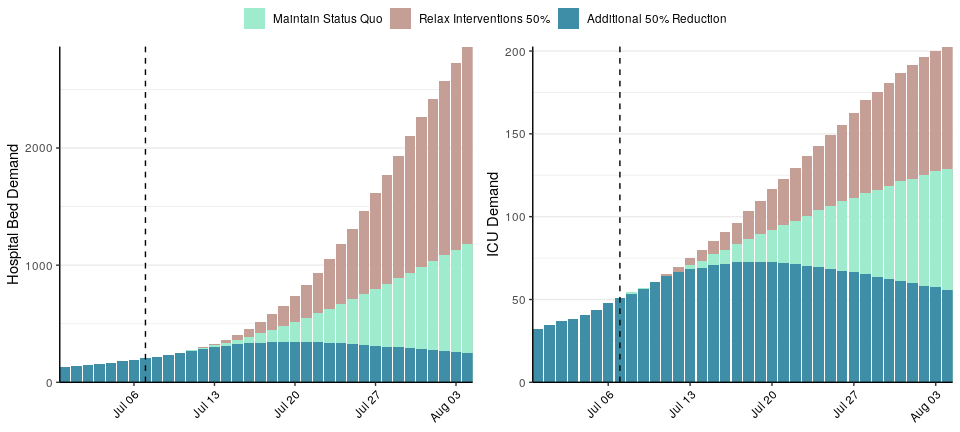 Maintain Status Quo Relax Interventions 50% Additional 50% Reduction
Hospital Bed Demand
2000
1000
0
Jul 06
Jul 13
Jul 20
Jul 27
Aug 03
ICU Demand
200
150
100
50
0
Jul 06
Jul 13
Jul 20
Jul 27
Aug 03